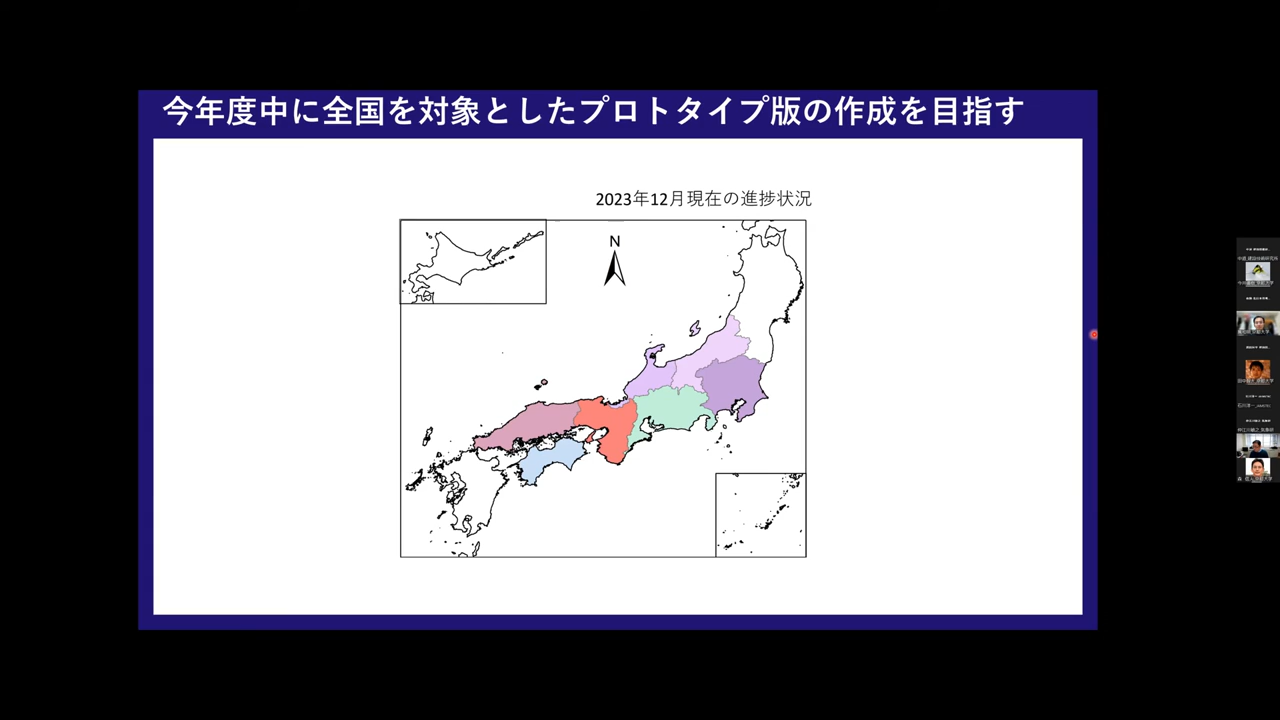 今年度中に全国を対象としたプロトタイプ版の作成を目指す
2023年12月現在の進捗状況
N